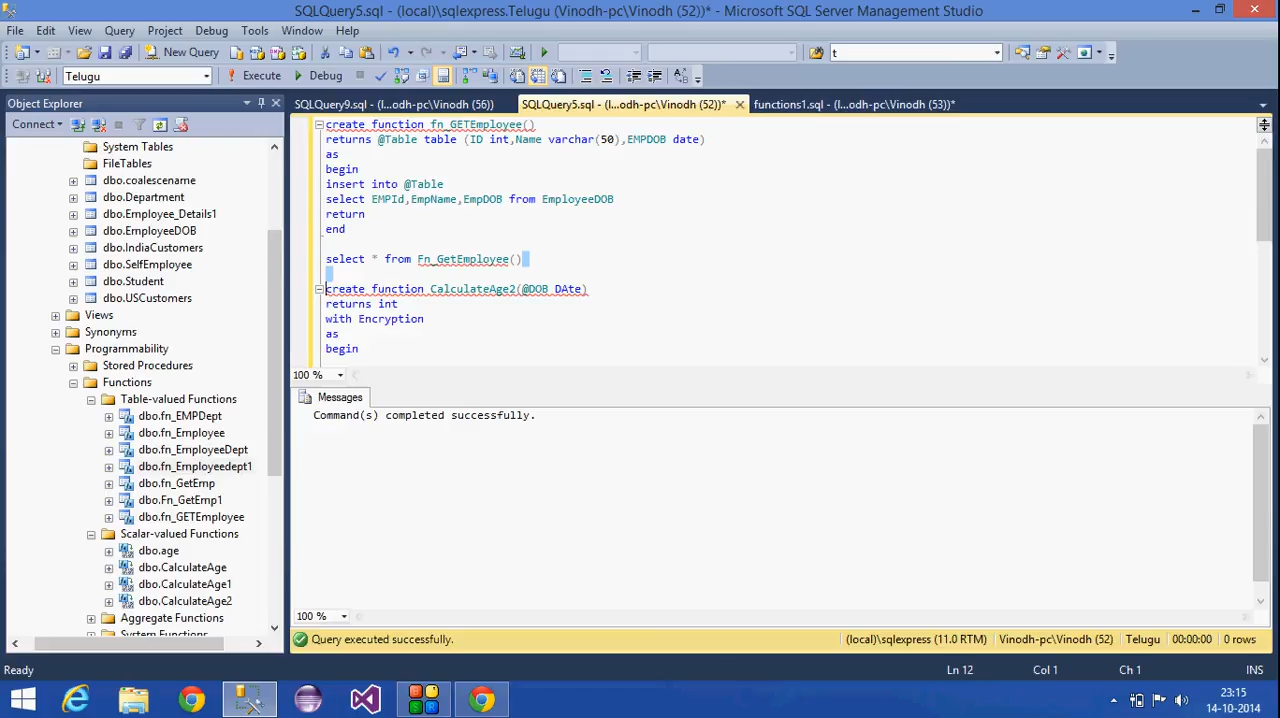 SQLQuery5.sql - (local)\sqlexpress.Telugu (Vinodh-pc\Vinodh (52))* - Microsoft SQL Server Management Studio
File Edit View Query Project Debug Tools Window Help
New Query t
Telugu Execute Debug
Object Explorer
Connect
System Tables
FileTables
dbo.coalescename
dbo.Department
dbo.Employee_Details1
dbo.EmployeeDOB
dbo.IndiaCustomers
dbo.SelfEmployee
dbo.Student
dbo.USCustomers
Views
Synonyms
Programmability
Stored Procedures
Functions
Table-valued Functions
dbo.fn_EMPDept
dbo.fn_Employee
dbo.fn_EmployeeDept
dbo.fn_Employeedept1
dbo.fn_GetEmp
dbo.Fn_GetEmp1
dbo.fn_GETEmployee
Scalar-valued Functions
dbo.age
dbo.CalculateAge
dbo.CalculateAge1
dbo.CalculateAge2
Aggregate Functions
System Functions
SQLQuery9.sql - (l...odh-pc\Vinodh (56)) SQLQuery5.sql - (l...odh-pc\Vinodh (52))* functions1.sql - (l...odh-pc\Vinodh (53))*
create function fn_GETEmployee()
returns @Table table (ID int,Name varchar(50),EMPDOB date)
as
begin
insert into @Table
select EMPId,EmpName,EmpDOB from EmployeeDOB
return
end
select * from Fn_GetEmployee()
create function CalculateAge2(@DOB DAte)
returns int
with Encryption
as
begin
100 %
Messages
Command(s) completed successfully.
100 %
Query executed successfully. (local)\sqlexpress (11.0 RTM) Vinodh-pc\Vinodh (52) Telugu 00:00:00 0 rows
Ready Ln 12 Col 1 Ch 1 INS
23:15
14-10-2014